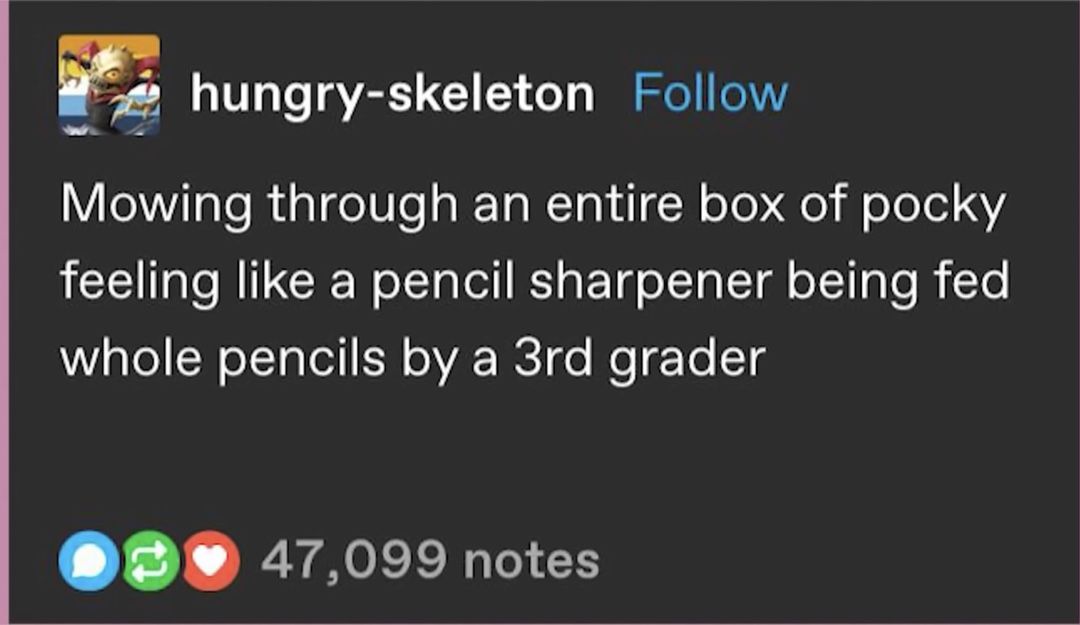 hungry-skeleton Follow
Mowing through an entire box of pocky
feeling like a pencil sharpener being fed
whole pencils by a 3rd grader
47,099 notes